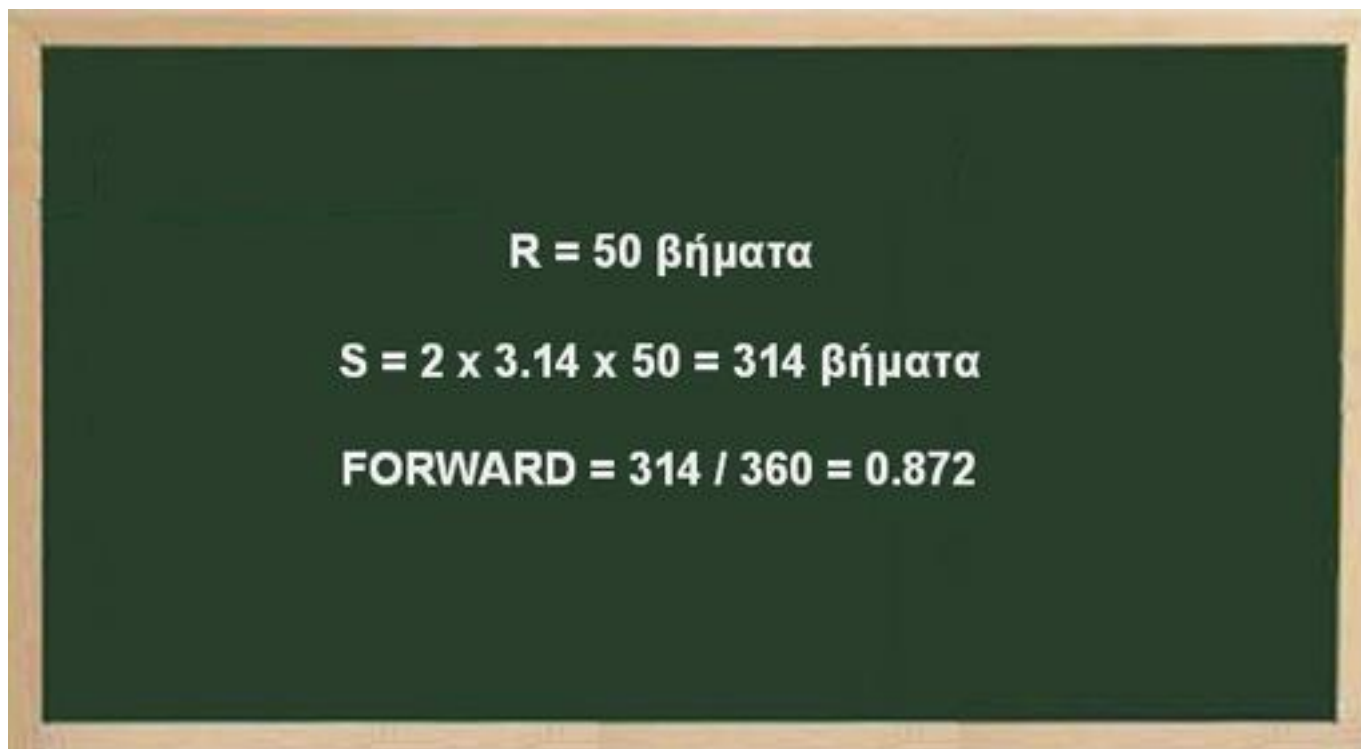 R = 50 βήματα
S = 2 x 3.14 x 50 = 314 βήματα
FORWARD = 314 / 360 = 0.872